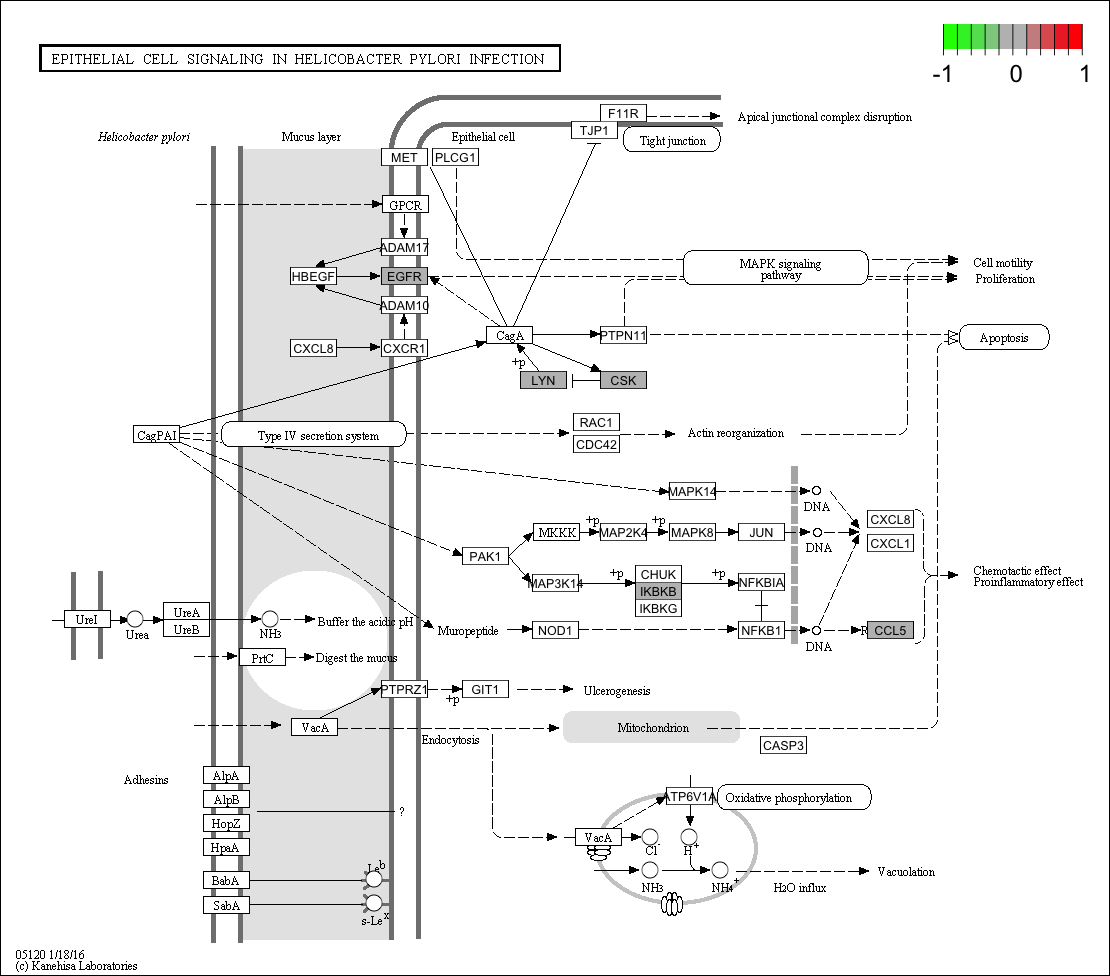 EPITHELIAL CELL SIGNALING IN HELICOBACTER PYLORI INFECTION
-1 0 1
Helicobacter pylori
Mucus layer
Epithelial cell
F11R
TJP1
Apical junctional complex disruption
Tight junction
MET
PLCG1
GPCR
ADAM17
HBEGF
EGFR
ADAM10
MAPK signaling
pathway
Cell motility
Proliferation
CXCL8
CXCR1
CagA
PTPN11
Apoptosis
+p
LYN
CSK
CagPAI
Type IV secretion system
RAC1
CDC42
Actin reorganization
MAPK14
DNA
PAK1
MKKK
+p
MAP2K4
+p
MAPK8
JUN
DNA
CXCL8
CXCL1
MAP3K14
+p
CHUK
IKBKB
IKBKG
+p
NFKBIA
Chemotactic effect
Proinflammatory effect
UreI
Urea
UreA
UreB
NH3
Buffer the acidic pH
Muropeptide
NOD1
NFKB1
DNA
R
CCL5
PrtC
Digest the mucus
PTPRZ1
+p
GIT1
Ulcerogenesis
VacA
Endocytosis
Mitochondrion
CASP3
Adhesins
AlpA
AlpB
HopZ
HpaA
BabA
SabA
?
Le b
s-Le x
ATP6V1A
Oxidative phosphorylation
VacA
Cl-
H+
NH3
NH4+
H2O influx
Vacuolation
05120 1/18/16
(c) Kanehisa Laboratories